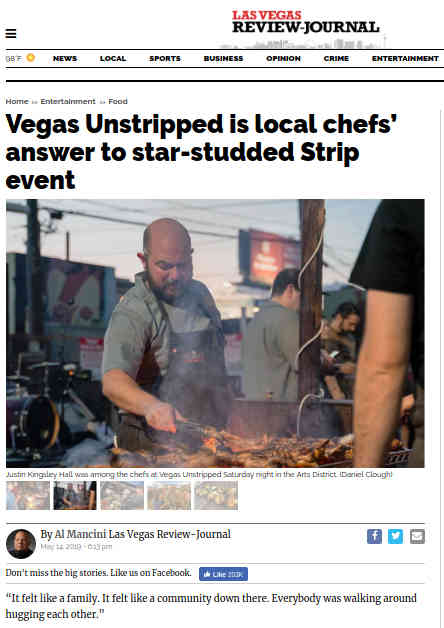 LAS VEGAS
REVIEW-JOURNAL
98°F
NEWS LOCAL SPORTS BUSINESS OPINION CRIME ENTERTAINMENT
Home >> Entertainment >> Food
Vegas Unstripped is local chefs’
answer to star-studded Strip
event
Justin Kingsley Hall was among the chefs at Vegas Unstripped Saturday night in the Arts District. (Daniel Clough)
By Al Mancini Las Vegas Review-Journal
May 14, 2019 - 6:13 pm
Don't miss the big stories. Like us on Facebook.
Like 202K
“It felt like a family. It felt like a community down there. Everybody was walking around
hugging each other.”